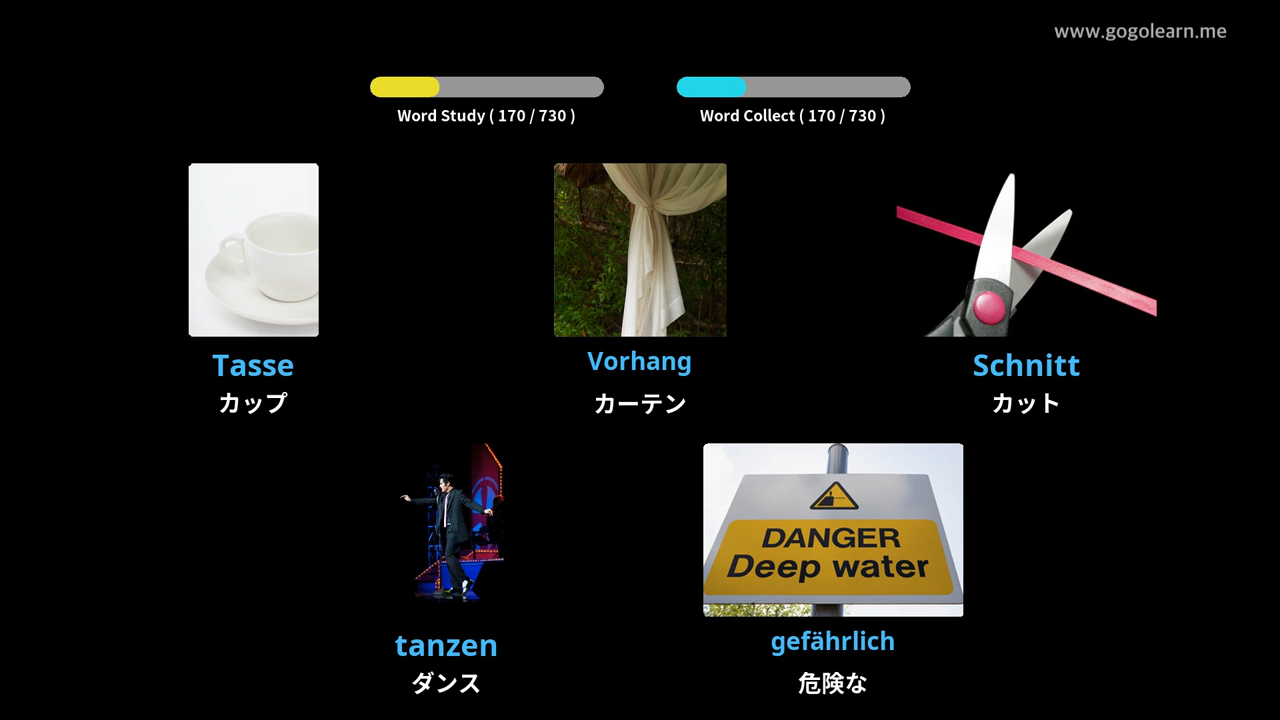 www.gogolearn.me
Word Study ( 170 / 730 )
Word Collect ( 170 / 730 )
Tasse
カップ
Vorhang
カーテン
Schnitt
カット
DANGER
Deep water
tanzen
ダンス
gefährlich
危険な